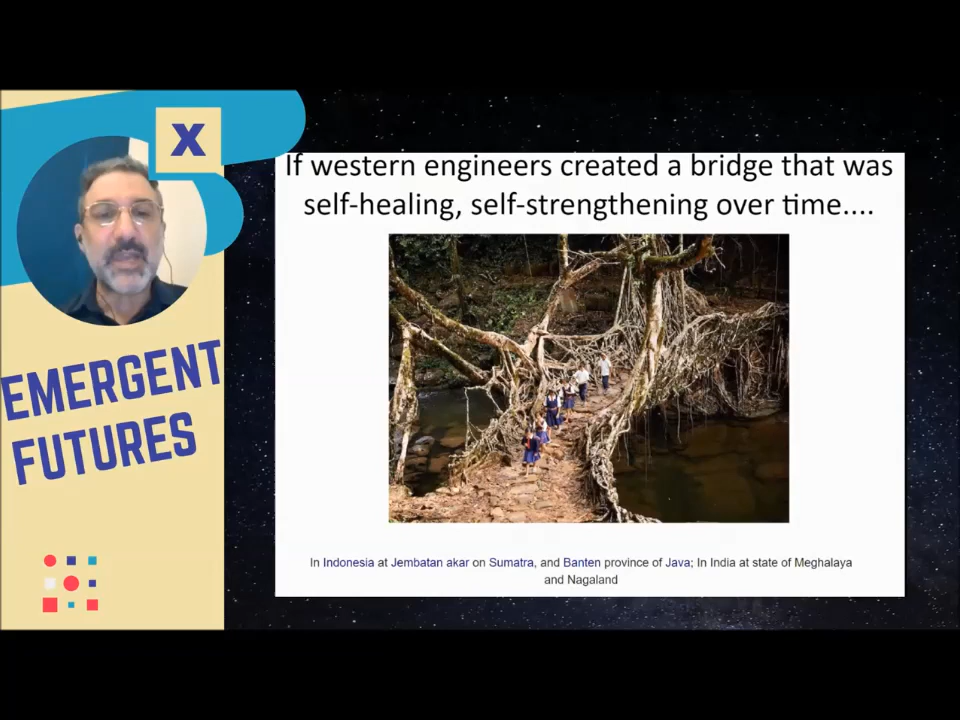 X
EMERGENT
FUTURES
If western engineers created a bridge that was
self-healing, self-strengthening over time....
In Indonesia at Jembatan akar on Sumatra, and Banten province of Java; In India at state of Meghalaya
and Nagaland